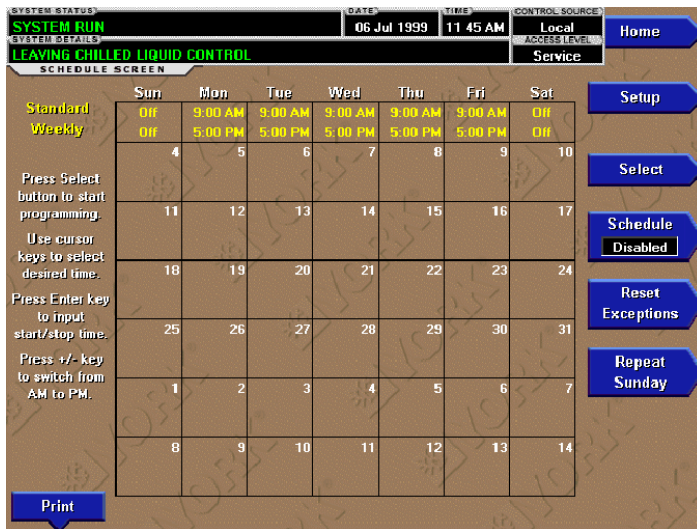 SYSTEM STATUS
SYSTEM RUN
SYSTEM DETAILS
LEAVING CHILLED LIQUID CONTROL
DATE
06 Jul 1999
TIME
11 45 AM
CONTROL SOURCE
Local
ACCESS LEVEL
Service
Home
SCHEDULE SCREEN
Sun Mon Tue Wed Thu Fri Sat
Standard Weekly
Off 9:00 AM 9:00 AM 9:00 AM 9:00 AM 9:00 AM Off
Off 5:00 PM 5:00 PM 5:00 PM 5:00 PM 5:00 PM Off
4 5 6 7 8 9 10
11 12 13 14 15 16 17
18 19 20 21 22 23 24
25 26 27 28 29 30 31
1 2 3 4 5 6 7
8 9 10 11 12 13 14
Press Select
button to start
programming.
Use cursor
keys to select
desired time.
Press Enter key
to input
start/stop time.
Press +/- key
to switch from
AM to PM.
Setup
Select
Schedule
Disabled
Reset
Exceptions
Repeat
Sunday
Print
YORK